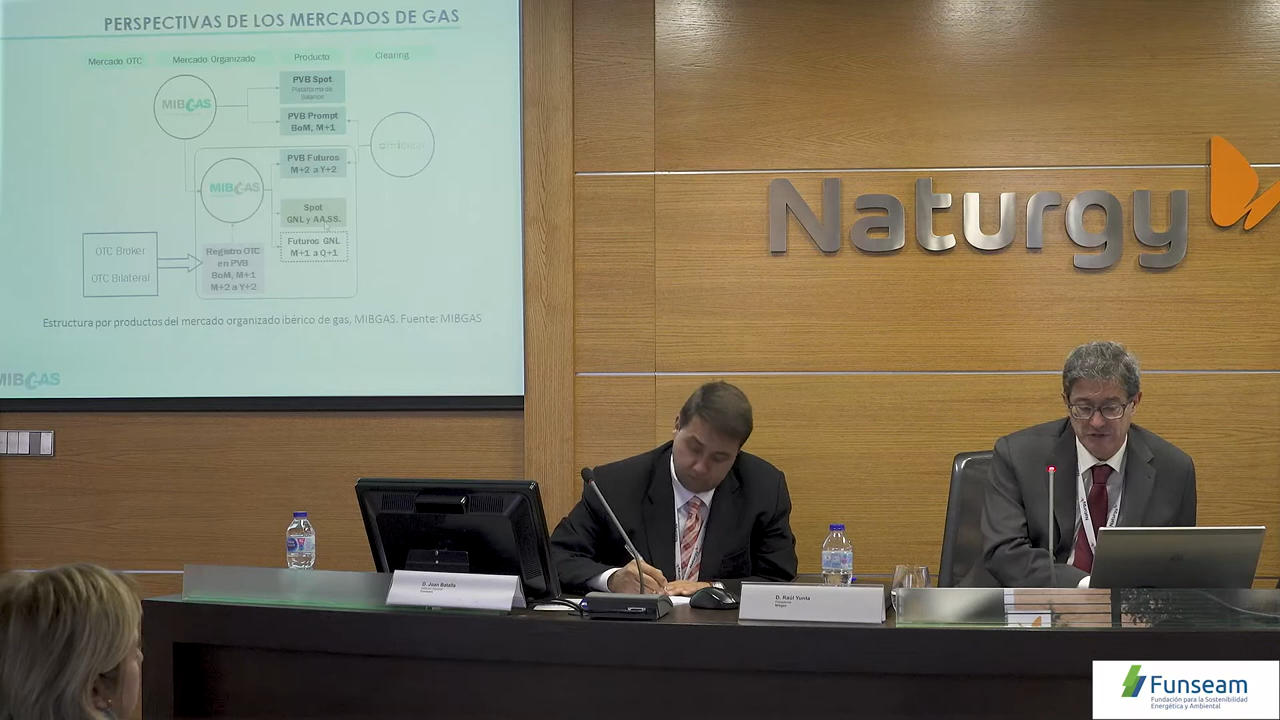 PERSPECTIVAS DE LOS MERCADOS DE GAS
Mercado OTC
Mercado Organizado
Producto
Clearing
MIBGAS
PVB Spot
Plataforma de
Balance
PVB Prompt
BoM, M+1
PVB Futuros
M+2 a Y+2
MIBGAS
Spot
GNL y AA.SS.
Futuros GNL
M+1 a Q+1
OTC Broker
OTC Bilateral
Registro OTC
en PVB
BoM, M+1
M+2 a Y+2
Estructura por productos del mercado organizado ibérico de gas, MIBGAS. Fuente: MIBGAS
MIBGAS
Naturgy
D. Joan Batalla
D. Raúl Yunta
Presidente
Mibgas
Funseam
Fundación para la Sostenibilidad
Energética y Ambiental